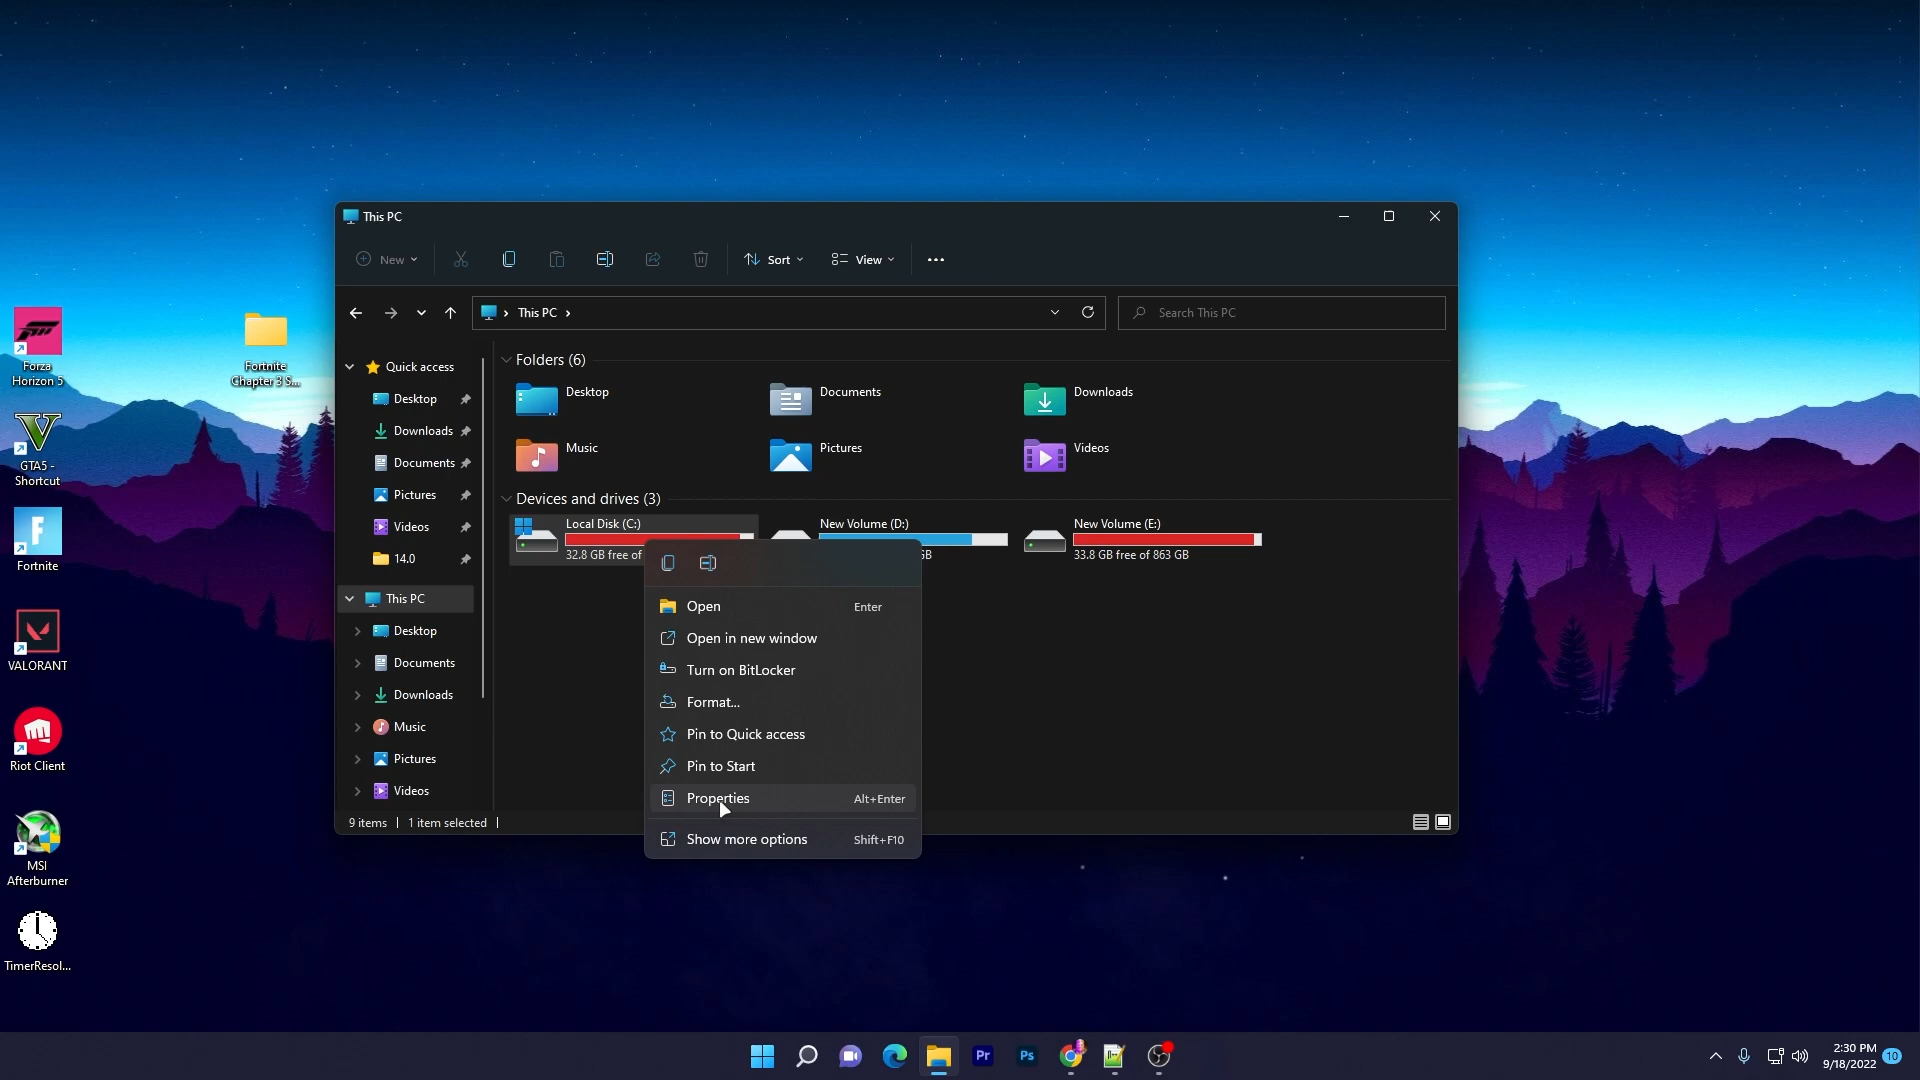 This PC
New
Sort
View
This PC
Search This PC
Quick access
Desktop
Downloads
Documents
Pictures
Videos
14.0
This PC
Desktop
Documents
Downloads
Music
Pictures
Videos
Folders (6)
Desktop
Documents
Downloads
Music
Pictures
Videos
Devices and drives (3)
Local Disk (C:)
32.8 GB free of
New Volume (D:)
GB
New Volume (E:)
33.8 GB free of 863 GB
Open Enter
Open in new window
Turn on BitLocker
Format...
Pin to Quick access
Pin to Start
Properties Alt+Enter
Show more options Shift+F10
9 items
1 item selected
Forza
Horizon 5
Fortnite
Chapter 3 S...
GTA5 -
Shortcut
Fortnite
VALORANT
Riot Client
MSI
Afterburner
TimerResol...
Pr
Ps
2:30 PM
9/18/2022
10